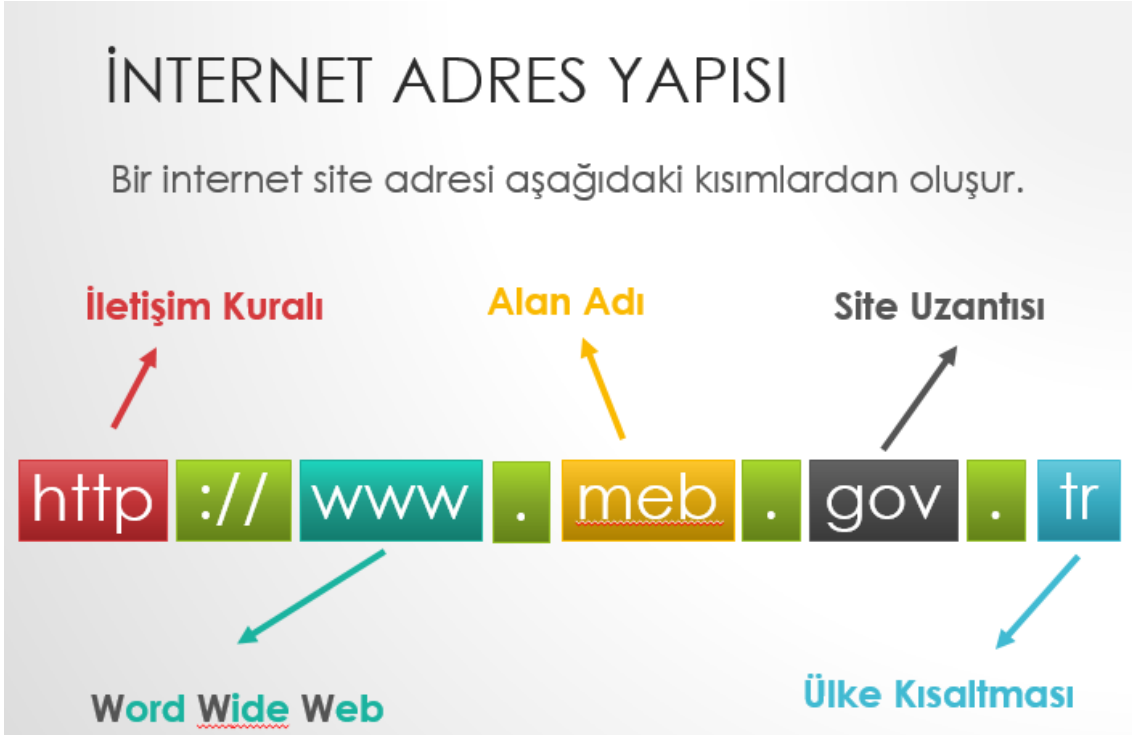 İNTERNET ADRES YAPISI
Bir internet site adresi aşağıdaki kısımlardan oluşur.
İletişim Kuralı Alan Adı Site Uzantısı
http :// www . meb . gov . tr
Word Wide Web Ülke Kısaltması